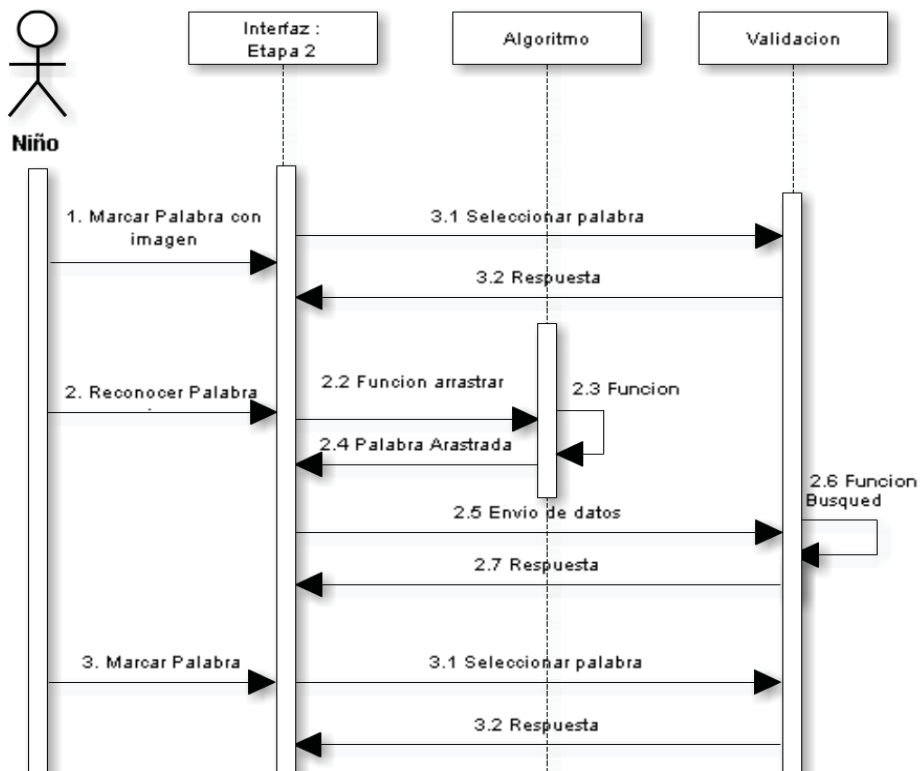 Interfaz :
Etapa 2
Algoritmo
Validacion
Niño
1. Marcar Palabra con
imagen
3.1 Seleccionar palabra
3.2 Respuesta
2. Reconocer Palabra
2.2 Funcion arrastrar
2.3 Funcion
2.4 Palabra Arastrada
2.5 Envio de datos
2.6 Funcion
Busqued
2.7 Respuesta
3. Marcar Palabra
3.1 Seleccionar palabra
3.2 Respuesta